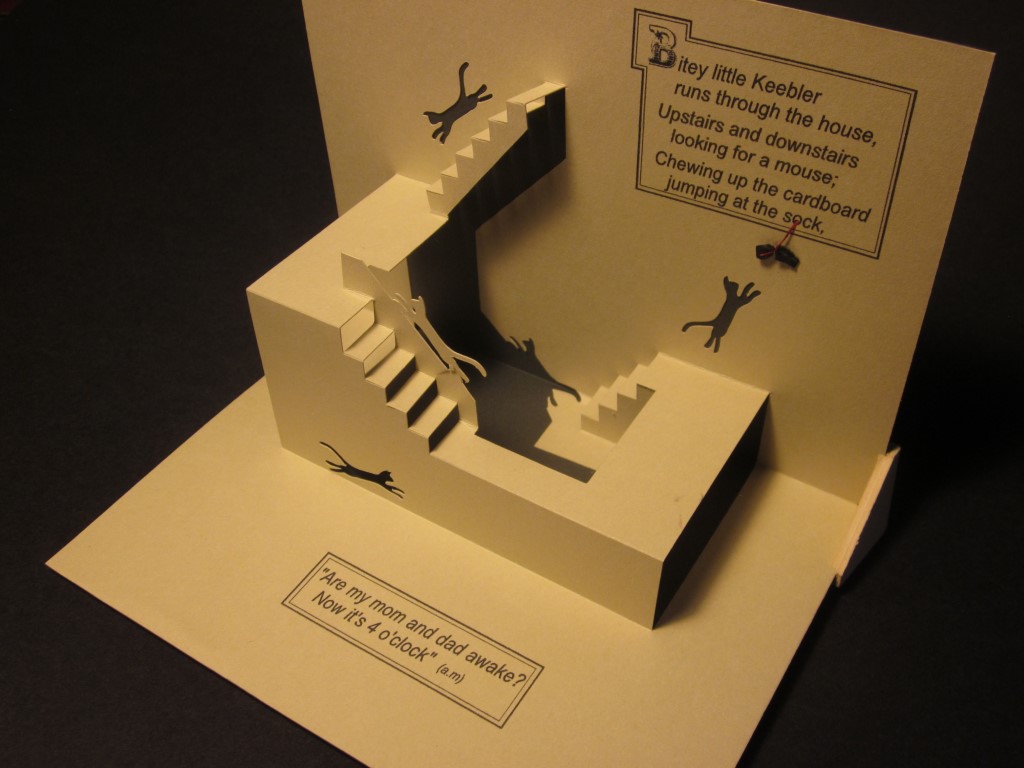 Bitey little Keebler
runs through the house,
Upstairs and downstairs
looking for a mouse;
Chewing up the cardboard
jumping at the sock,
"Are my mom and dad awake?
Now it's 4 o'clock" (a.m)